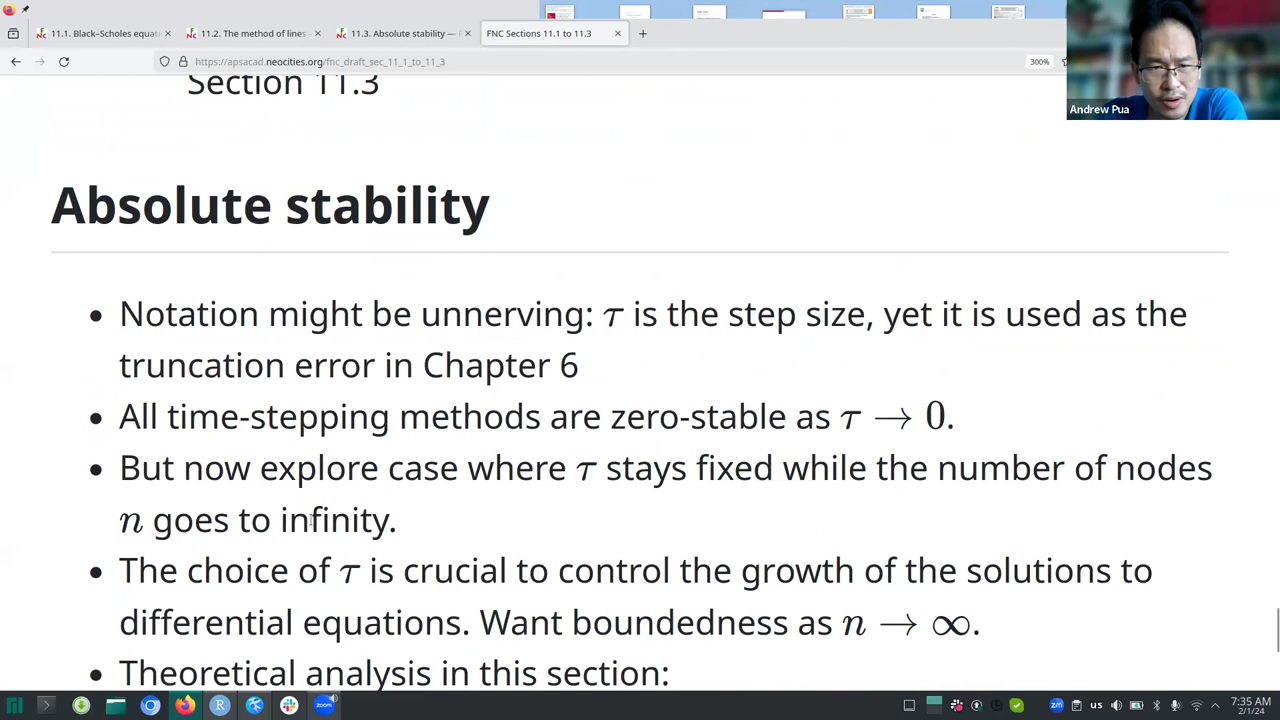 11.1. Black–Scholes equat
11.2. The method of lines
11.3. Absolute stability —
FNC Sections 11.1 to 11.3
https://apsacad.neocities.org/fnc_draft_sec_11_1_to_11_3
300%
Andrew Pua
Section 11.3
Absolute stability
• Notation might be unnerving: τ is the step size, yet it is used as the
truncation error in Chapter 6
• All time-stepping methods are zero-stable as τ → 0.
• But now explore case where τ stays fixed while the number of nodes
n goes to infinity.
• The choice of τ is crucial to control the growth of the solutions to
differential equations. Want boundedness as n → ∞.
• Theoretical analysis in this section:
zoom
zm
us
7:35 AM
2/1/24